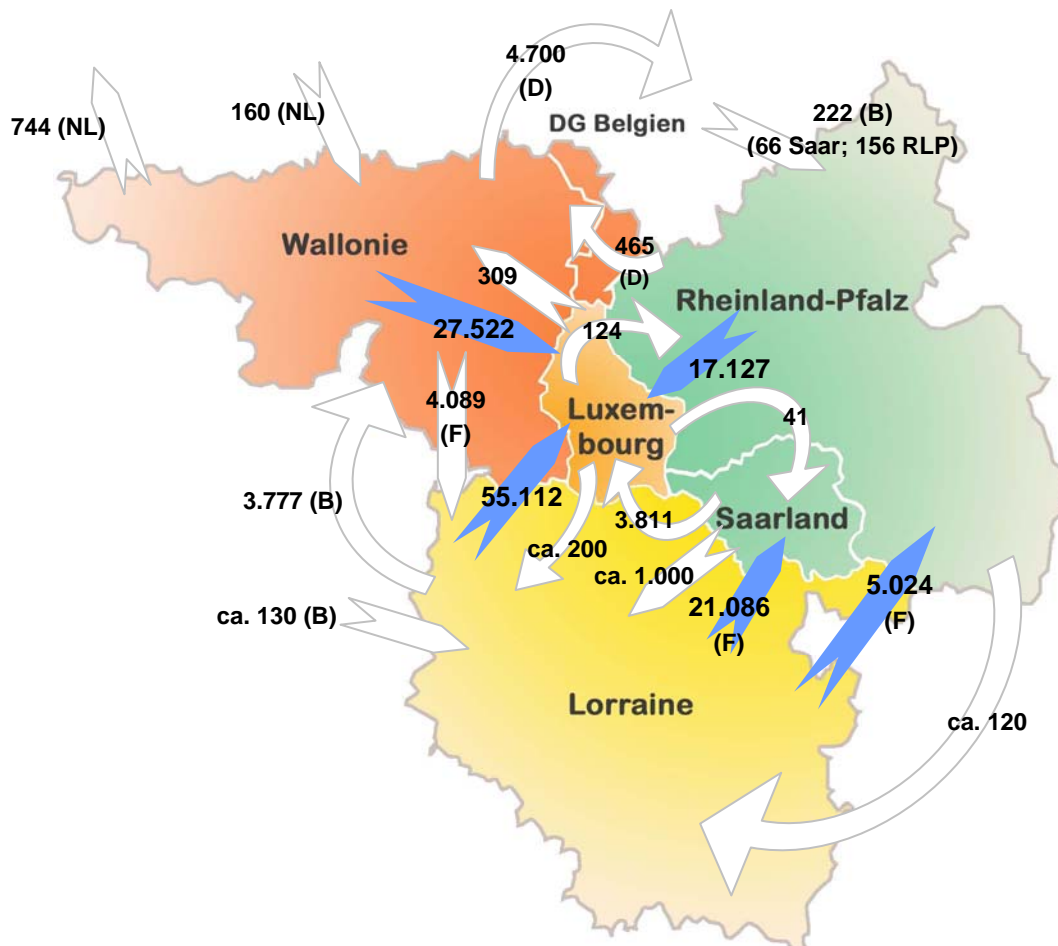 4.700
(D)
744 (NL)
160 (NL)
222 (B)
(66 Saar; 156 RLP)
DG Belgien
Wallonie
465
(D)
309
Rheinland-Pfalz
27.522
124
17.127
4.089
(F)
Luxem-
bourg
41
3.777 (B)
55.112
3.811
Saarland
ca. 200
ca. 1.000
21.086
(F)
5.024
(F)
ca. 130 (B)
Lorraine
ca. 120